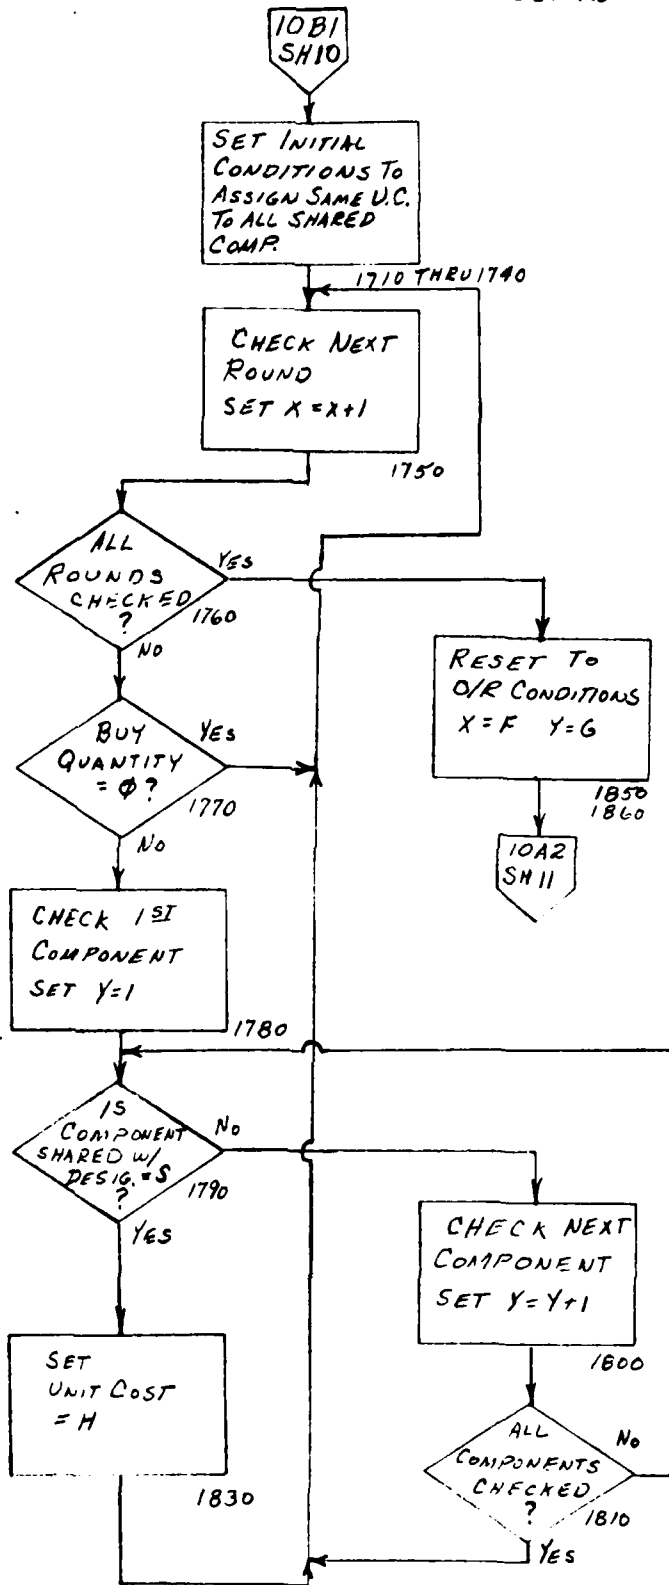 10B1
SH10
SET INITIAL
CONDITIONS TO
ASSIGN SAME U.C.
TO ALL SHARED
COMP.
1710 THRU 1740
CHECK NEXT
ROUND
SET X = X+1
1750
ALL
ROUNDS
CHECKED
?
1760
YES
NO
RESET TO
O/R CONDITIONS
X = F Y = G
1850
1860
10A2
SH11
BUY
QUANTITY
= Ø ?
1770
YES
NO
CHECK 1ST
COMPONENT
SET Y=1
1780
IS
COMPONENT
SHARED W/
DESIG. = S
?
1790
NO
YES
CHECK NEXT
COMPONENT
SET Y = Y+1
1800
SET
UNIT COST
= H
1830
ALL
COMPONENTS
CHECKED
?
1810
NO
YES